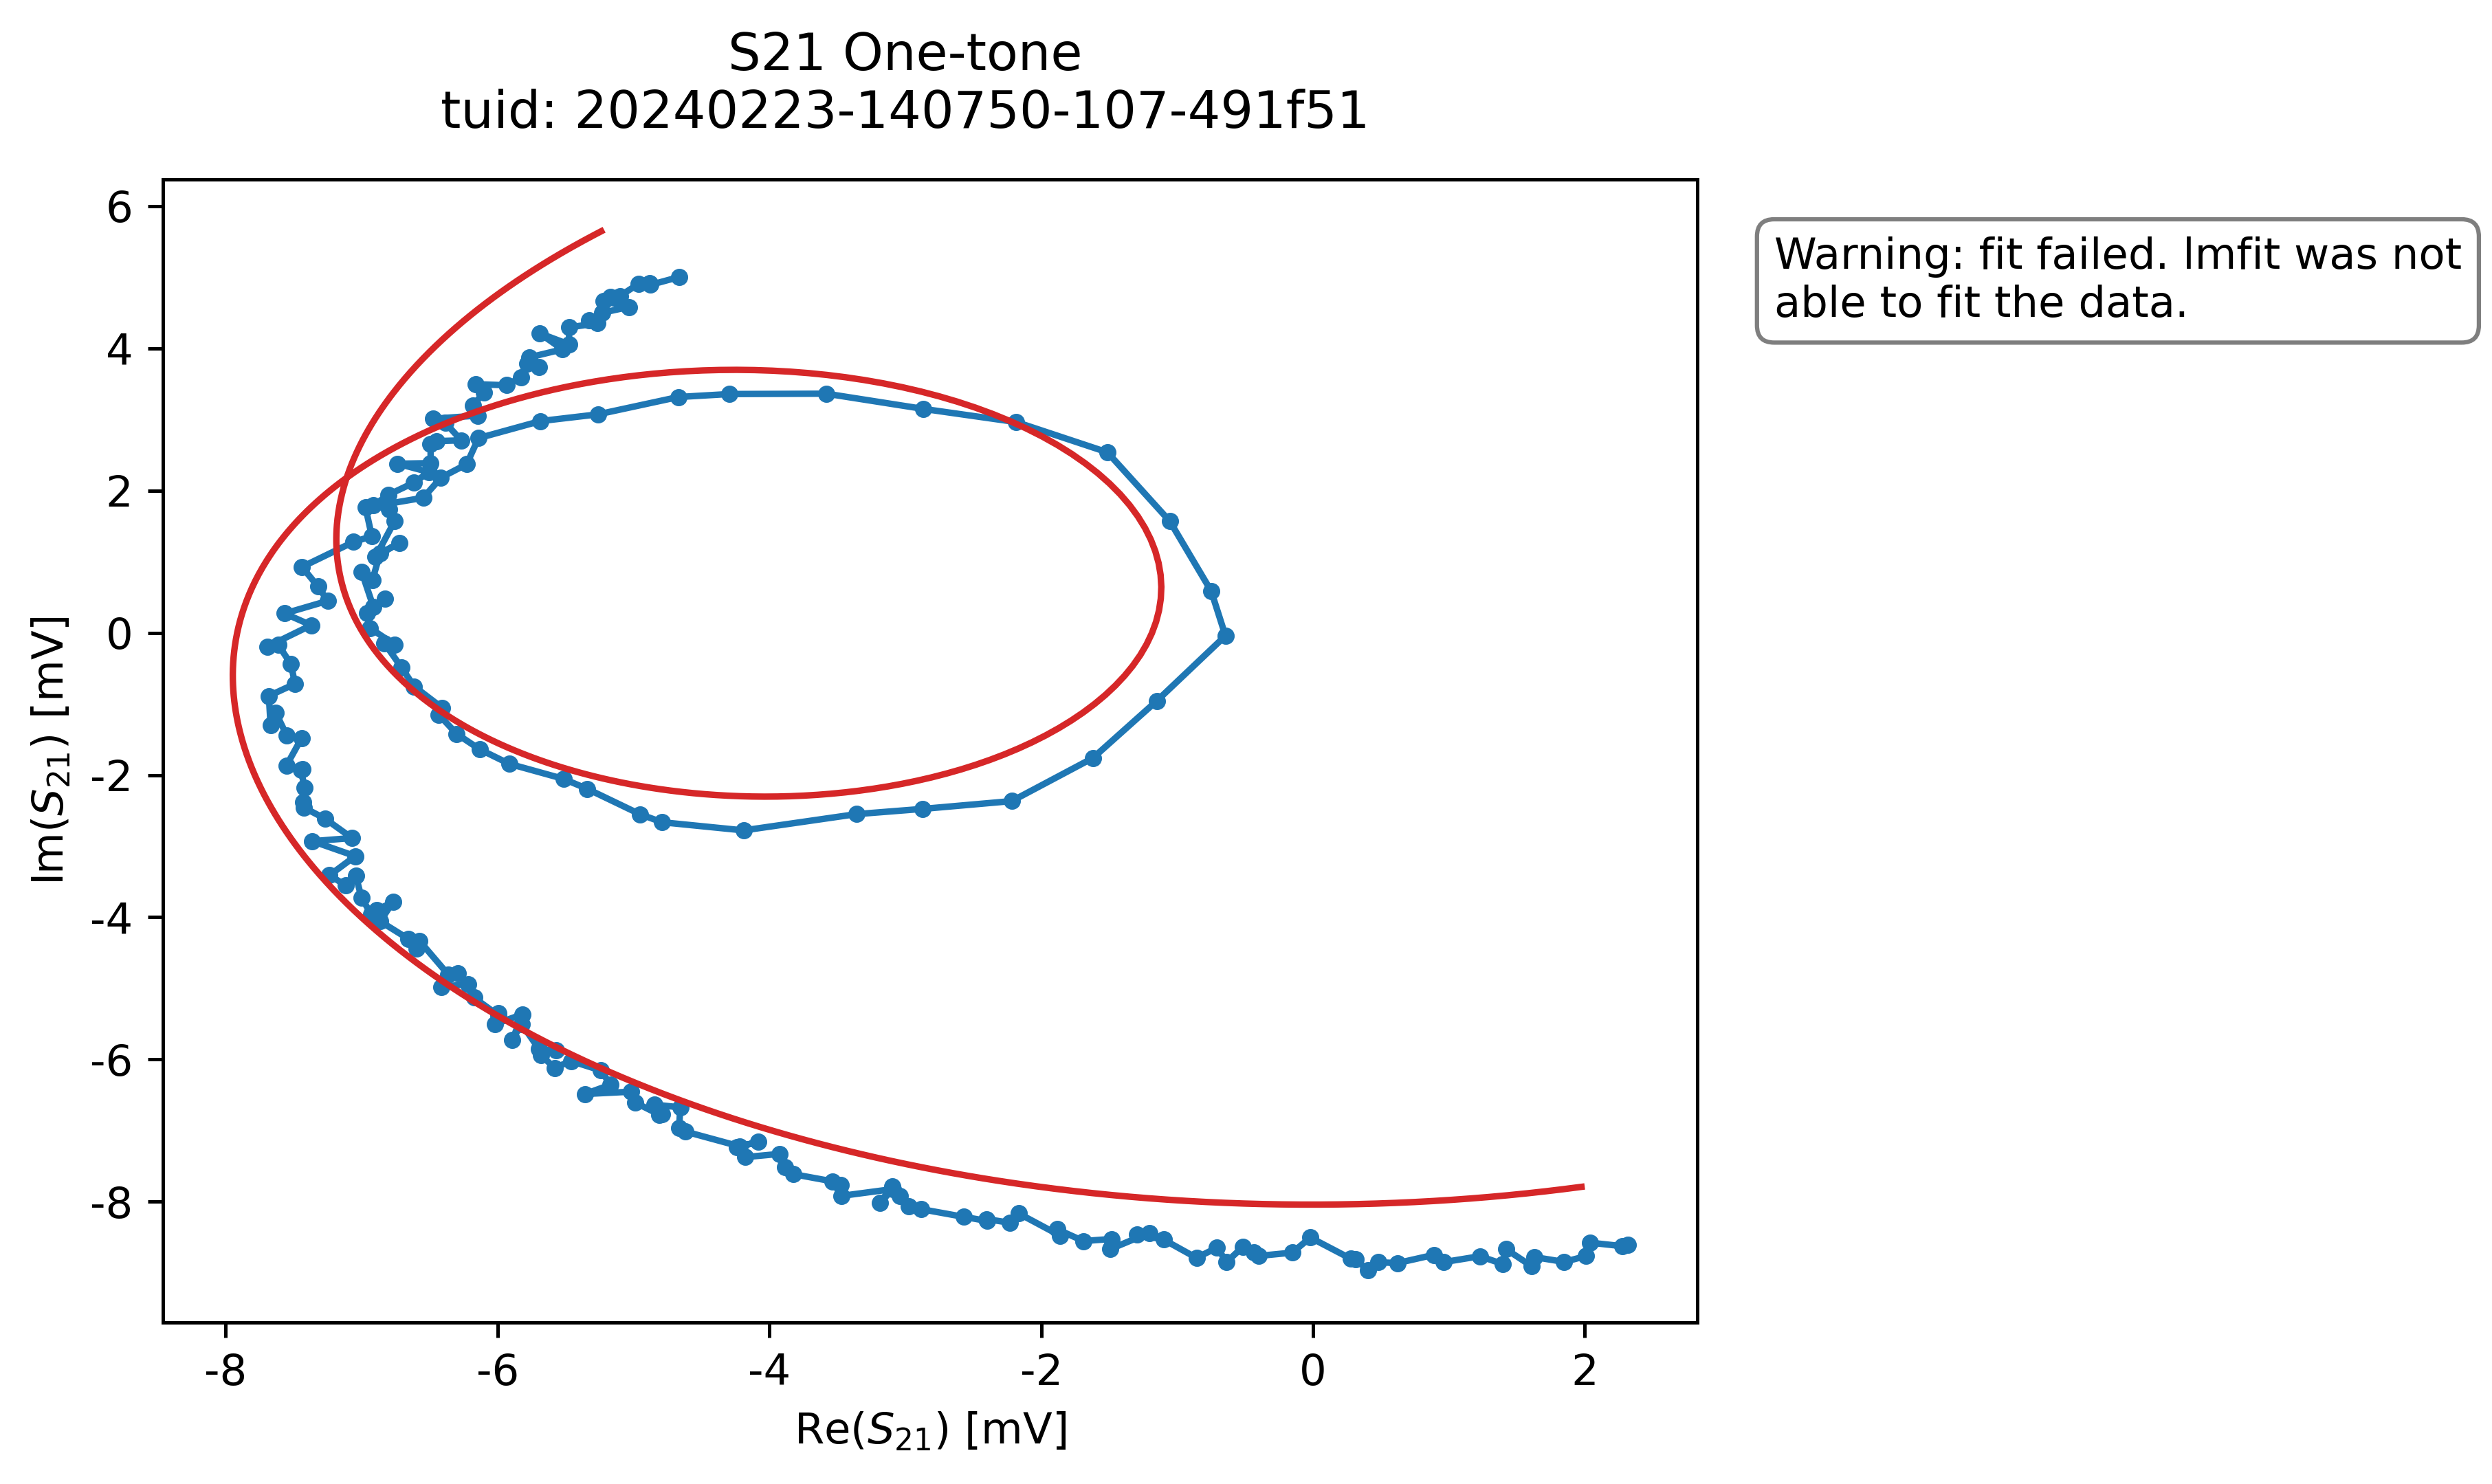 S21 One-tone
tuid: 20240223-140750-107-491f51
Warning: fit failed. lmfit was not
able to fit the data.
6
4
2
0
-2
-4
-6
-8
Im(S21) [mV]
-8 -6 -4 -2 0 2
Re(S21) [mV]